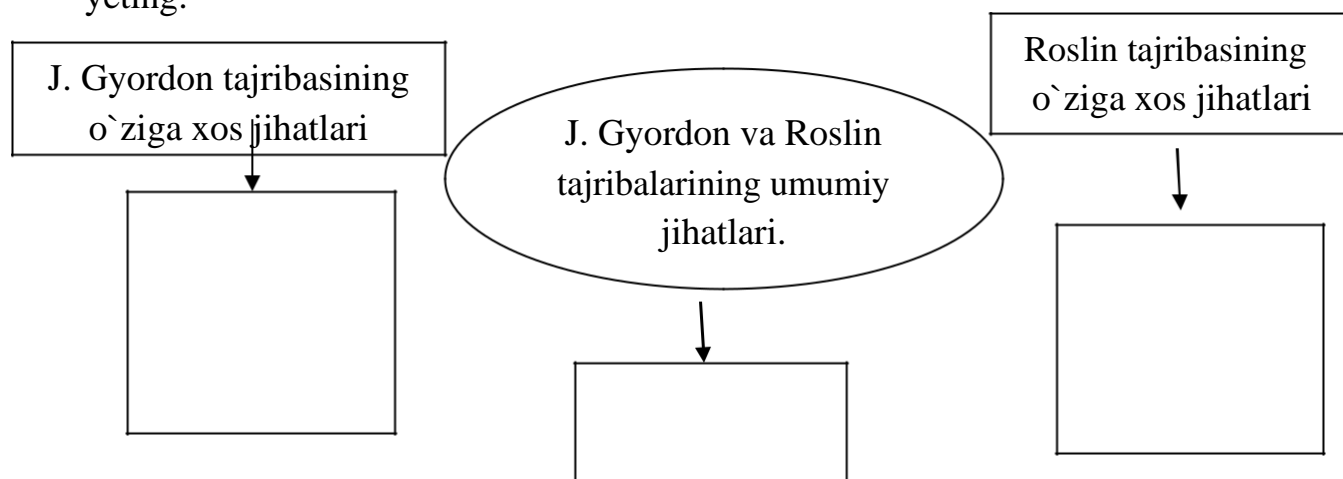 yeting.
J. Gyordon tajribasining
o`ziga xos jihatlari
J. Gyordon va Roslin
tajribalarining umumiy
jihatlari.
Roslin tajribasining
o`ziga xos jihatlari